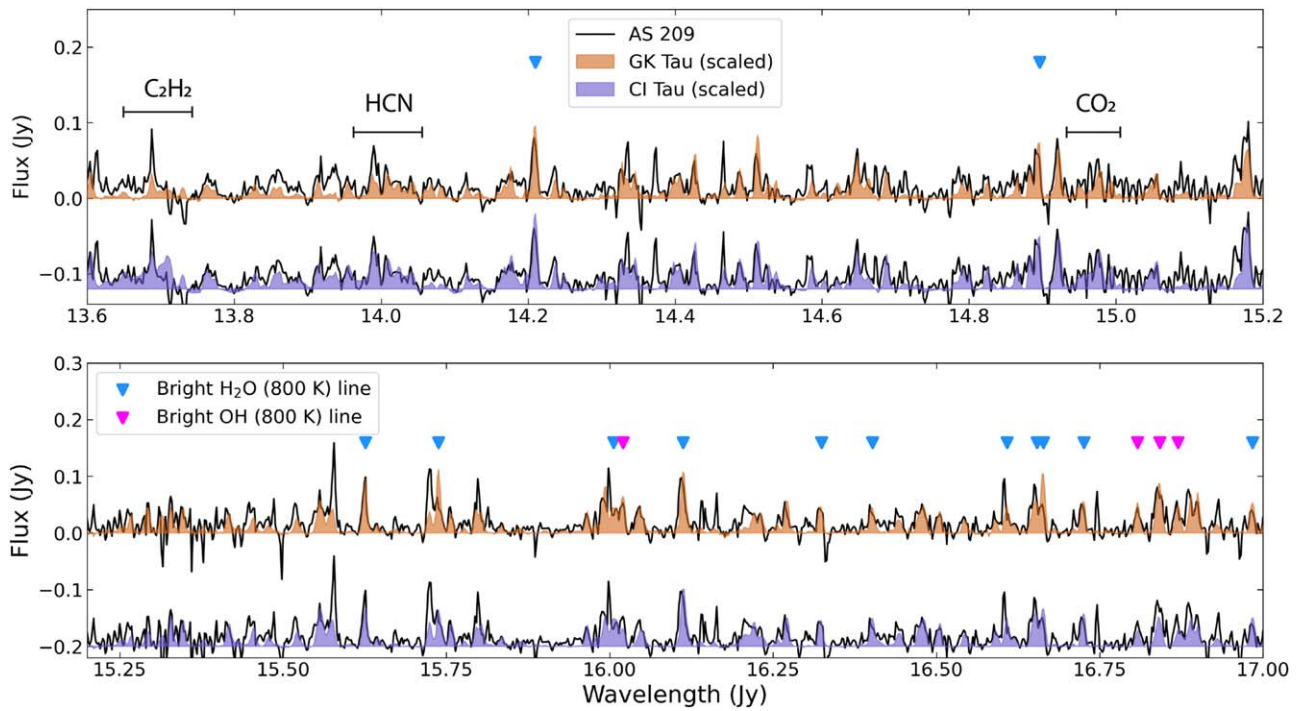 0.2
0.1
0.0
−0.1
Flux (Jy)
AS 209
GK Tau (scaled)
CI Tau (scaled)
C₂H₂
HCN
CO₂
13.6 13.8 14.0 14.2 14.4 14.6 14.8 15.0 15.2
0.3
0.2
0.1
0.0
−0.1
−0.2
Flux (Jy)
Bright H₂O (800 K) line
Bright OH (800 K) line
15.25 15.50 15.75 16.00 16.25 16.50 16.75 17.00
Wavelength (Jy)